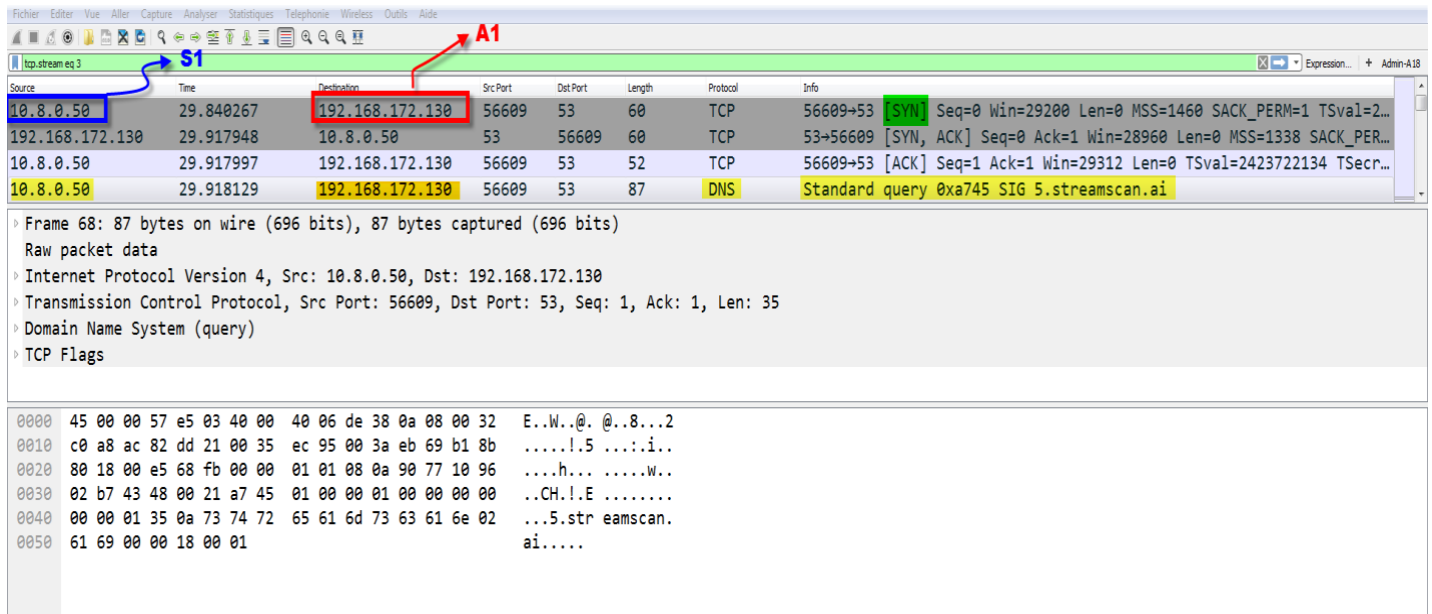 Fichier Editer Vue Aller Capture Analyser Statistiques Telephonie Wireless Outils Aide
A1
tcp.stream eq 3 S1 Expression... + Admin-A18
Source Time Destination Src Port Dst Port Length Protocol Info
10.8.0.50 29.840267 192.168.172.130 56609 53 60 TCP 56609→53 [SYN] Seq=0 Win=29200 Len=0 MSS=1460 SACK_PERM=1 TSval=2…
192.168.172.130 29.917948 10.8.0.50 53 56609 60 TCP 53→56609 [SYN, ACK] Seq=0 Ack=1 Win=28960 Len=0 MSS=1338 SACK_PER…
10.8.0.50 29.917997 192.168.172.130 56609 53 52 TCP 56609→53 [ACK] Seq=1 Ack=1 Win=29312 Len=0 TSval=2423722134 TSecr…
10.8.0.50 29.918129 192.168.172.130 56609 53 87 DNS Standard query 0xa745 SIG 5.streamscan.ai
Frame 68: 87 bytes on wire (696 bits), 87 bytes captured (696 bits)
Raw packet data
Internet Protocol Version 4, Src: 10.8.0.50, Dst: 192.168.172.130
Transmission Control Protocol, Src Port: 56609, Dst Port: 53, Seq: 1, Ack: 1, Len: 35
Domain Name System (query)
TCP Flags
0000 45 00 00 57 e5 03 40 00 40 06 de 38 0a 08 00 32 E..W..@. @..8...2
0010 c0 a8 ac 82 dd 21 00 35 ec 95 00 3a eb 69 b1 8b .....!.5 ...:.i..
0020 80 18 00 e5 68 fb 00 00 01 01 08 0a 90 77 10 96 ....h... .....w..
0030 02 b7 43 48 00 21 a7 45 01 00 00 01 00 00 00 00 ..CH.!.E ........
0040 00 00 01 35 0a 73 74 72 65 61 6d 73 63 61 6e 02 ...5.str eamscan.
0050 61 69 00 00 18 00 01 ai.....